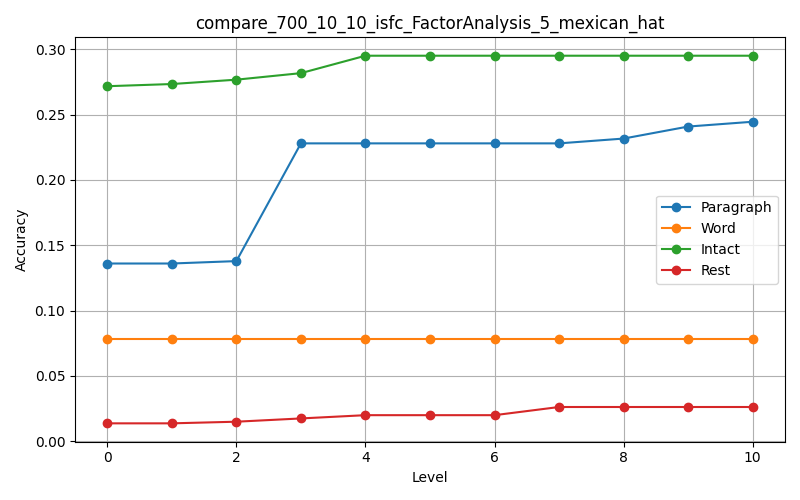 compare_700_10_10_isfc_FactorAnalysis_5_mexican_hat
0.30
0.25
0.20
0.15
0.10
0.05
0.00
Accuracy
Paragraph
Word
Intact
Rest
0 2 4 6 8 10
Level